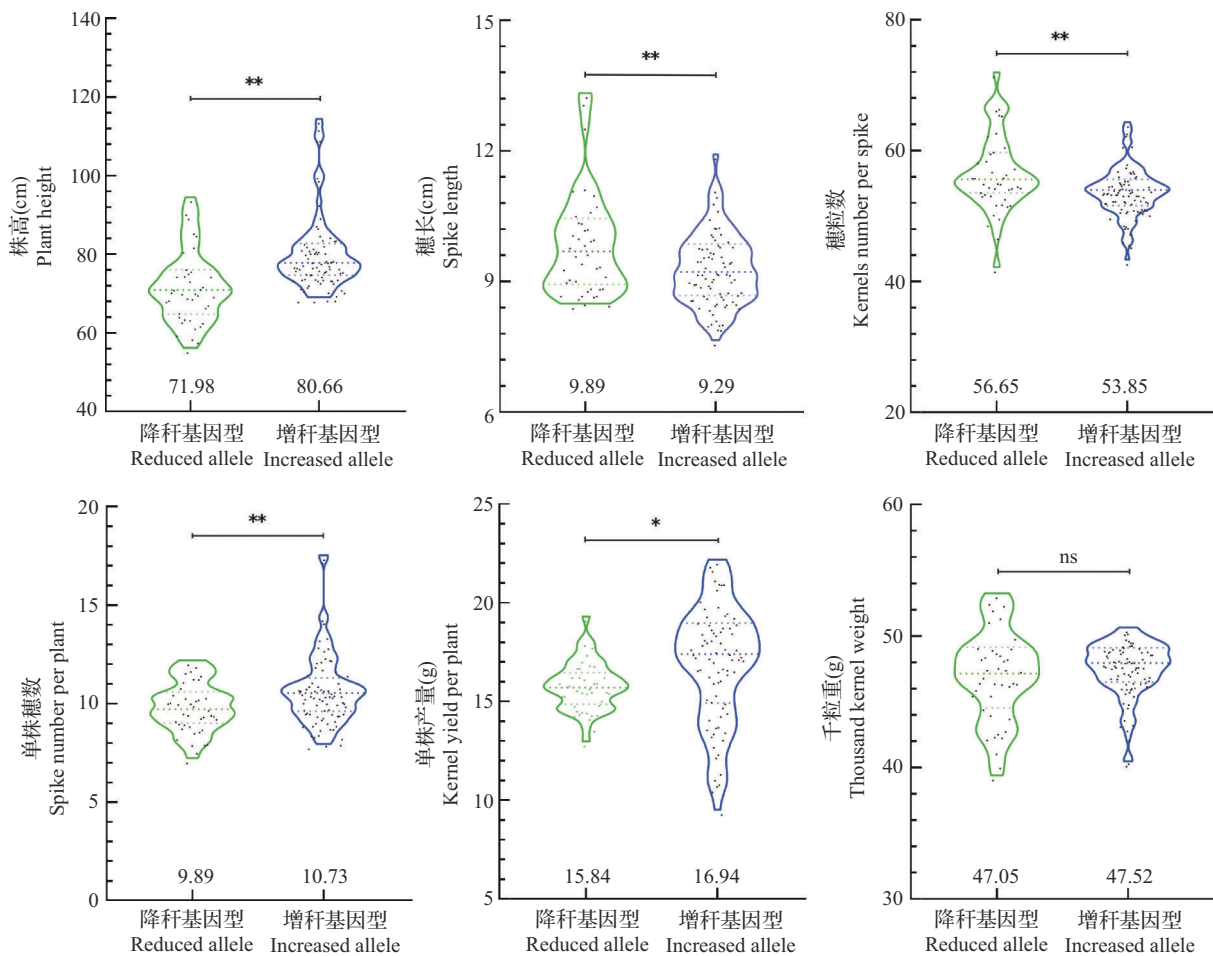 株高(cm)
Plant height
140
120
100
80
60
40
**
71.98
80.66
降秆基因型
Reduced allele
增秆基因型
Increased allele
穗长(cm)
Spike length
15
12
9
6
**
9.89
9.29
降秆基因型
Reduced allele
增秆基因型
Increased allele
穗粒数
Kernels number per spike
80
60
40
20
**
56.65
53.85
降秆基因型
Reduced allele
增秆基因型
Increased allele
单株穗数
Spike number per plant
20
15
10
5
0
**
9.89
10.73
降秆基因型
Reduced allele
增秆基因型
Increased allele
单株产量(g)
Kernel yield per plant
25
20
15
10
5
*
15.84
16.94
降秆基因型
Reduced allele
增秆基因型
Increased allele
千粒重(g)
Thousand kernel weight
60
50
40
30
ns
47.05
47.52
降秆基因型
Reduced allele
增秆基因型
Increased allele